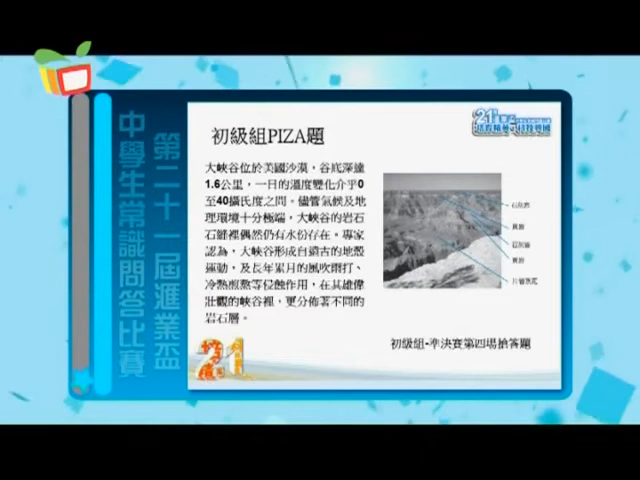 第二十一屆滙業盃
中學生常識問答比賽
初級組PIZA題
大峽谷位於美國沙漠，谷底深達
1.6公里，一日的溫度變化介乎0
至40攝氏度之間。儘管氣候及地
理環境十分極端，大峽谷的岩石
石罅裡偶然仍有水份存在。專家
認為，大峽谷形成自遠古的地殼
運動，及長年累月的風吹雨打、
冷熱煎熬等侵蝕作用，在其雄偉
壯觀的峽谷裡，更分佈著不同的
岩石層。
頁岩
頁岩
初級組-準決賽第四場搶答題
21